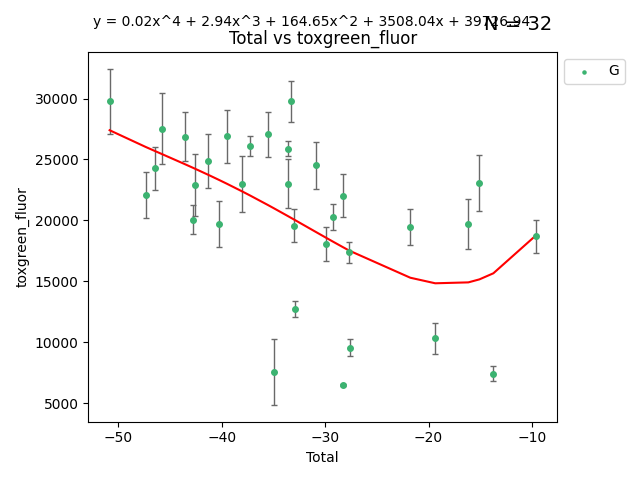 y = 0.02x^4 + 2.94x^3 + 164.65x^2 + 3508.04x + 39726.94
N = 32
Total vs toxgreen_fluor
G
30000
25000
20000
15000
10000
5000
toxgreen_fluor
−50 −40 −30 −20 −10
Total